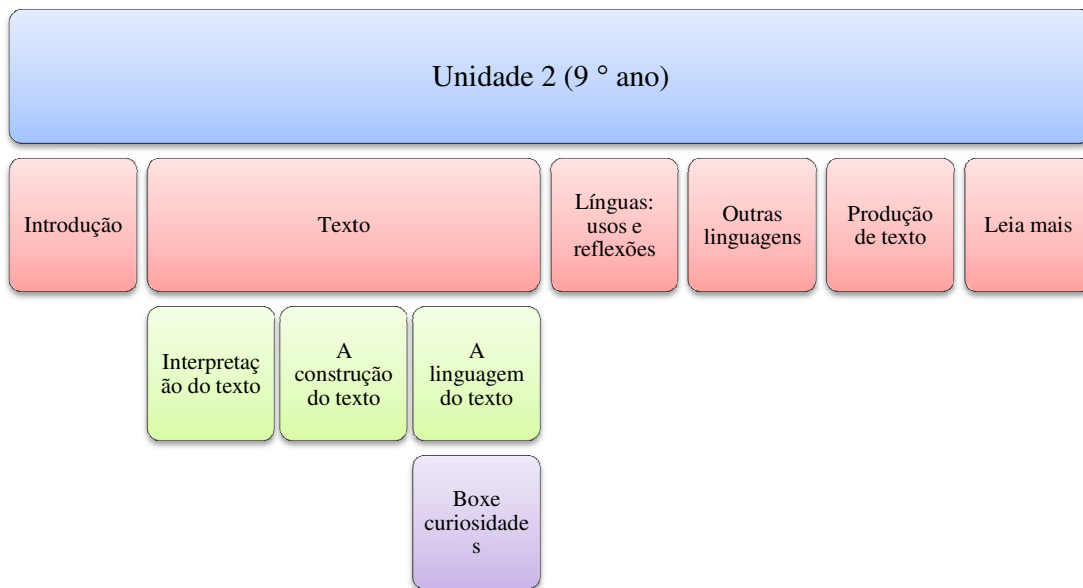 Unidade 2 (9 ° ano)
Introdução
Texto
Línguas:
usos e
reflexões
Outras
linguagens
Produção
de texto
Leia mais
Interpretaç
ão do texto
A
construção
do texto
A
linguagem
do texto
Boxe
curiosidade
s